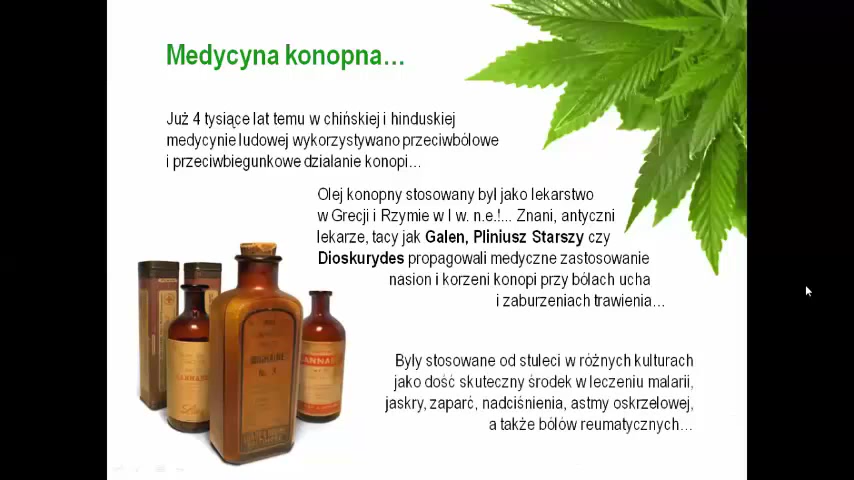 Medycyna konopna…
Już 4 tysiące lat temu w chińskiej i hinduskiej
medycynie ludowej wykorzystywano przeciwbólowe
i przeciwbiegunkowe działanie konopi…
Olej konopny stosowany był jako lekarstwo
w Grecji i Rzymie w I w. n.e.!... Znani, antyczni
lekarze, tacy jak Galen, Pliniusz Starszy czy
Dioskurydes propagowali medyczne zastosowanie
nasion i korzeni konopi przy bólach ucha
i zaburzeniach trawienia…
Były stosowane od stuleci w różnych kulturach
jako dość skuteczny środek w leczeniu malarii,
jaskry, zaparć, nadciśnienia, astmy oskrzelowej,
a także bólów reumatycznych…